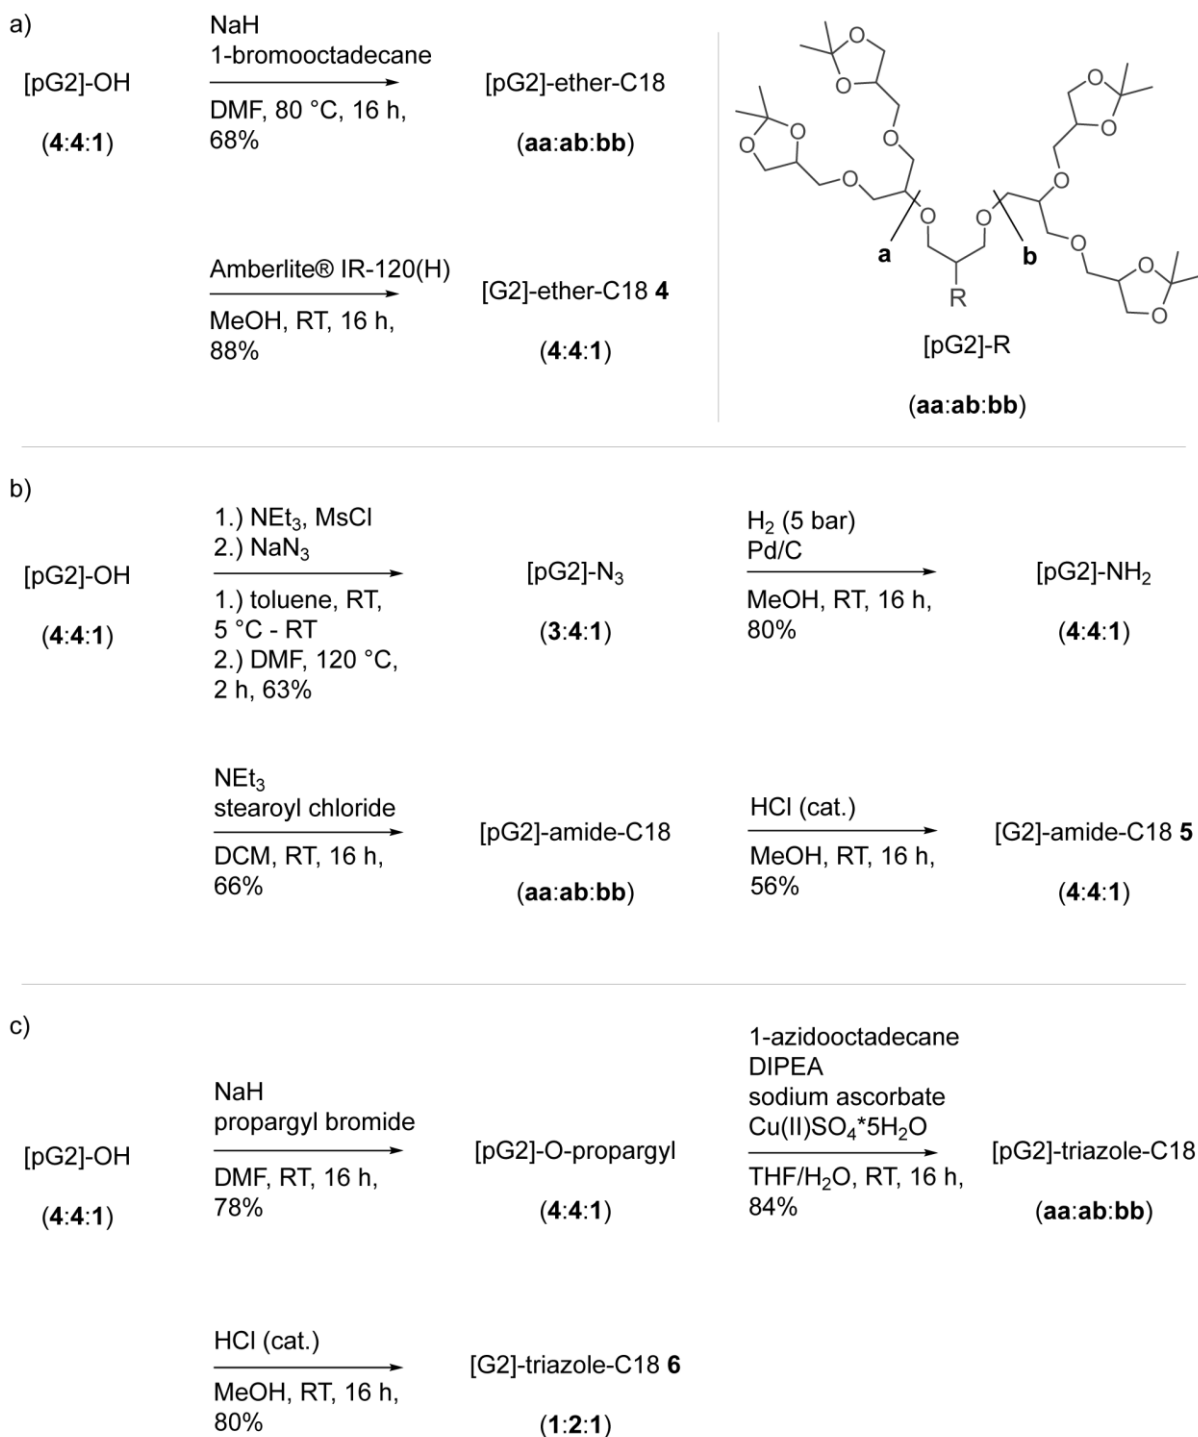 a)
NaH
1-bromooctadecane
[pG2]-OH
DMF, 80 °C, 16 h,
68%
[pG2]-ether-C18
(4:4:1)
(aa:ab:bb)
Amberlite® IR-120(H)
MeOH, RT, 16 h,
88%
[G2]-ether-C18 4
(4:4:1)
O
O
O
O
O
O
O
O
O
O
O
O
O
O
a
b
R
[pG2]-R
(aa:ab:bb)
b)
[pG2]-OH
(4:4:1)
1.) NEt₃, MsCl
2.) NaN₃
1.) toluene, RT,
5 °C - RT
2.) DMF, 120 °C,
2 h, 63%
[pG2]-N₃
(3:4:1)
H₂ (5 bar)
Pd/C
MeOH, RT, 16 h,
80%
[pG2]-NH₂
(4:4:1)
NEt₃
stearoyl chloride
DCM, RT, 16 h,
66%
[pG2]-amide-C18
(aa:ab:bb)
HCl (cat.)
MeOH, RT, 16 h,
56%
[G2]-amide-C18 5
(4:4:1)
c)
[pG2]-OH
(4:4:1)
NaH
propargyl bromide
DMF, RT, 16 h,
78%
[pG2]-O-propargyl
(4:4:1)
1-azidooctadecane
DIPEA
sodium ascorbate
Cu(II)SO₄*5H₂O
THF/H₂O, RT, 16 h,
84%
[pG2]-triazole-C18
(aa:ab:bb)
HCl (cat.)
MeOH, RT, 16 h,
80%
[G2]-triazole-C18 6
(1:2:1)